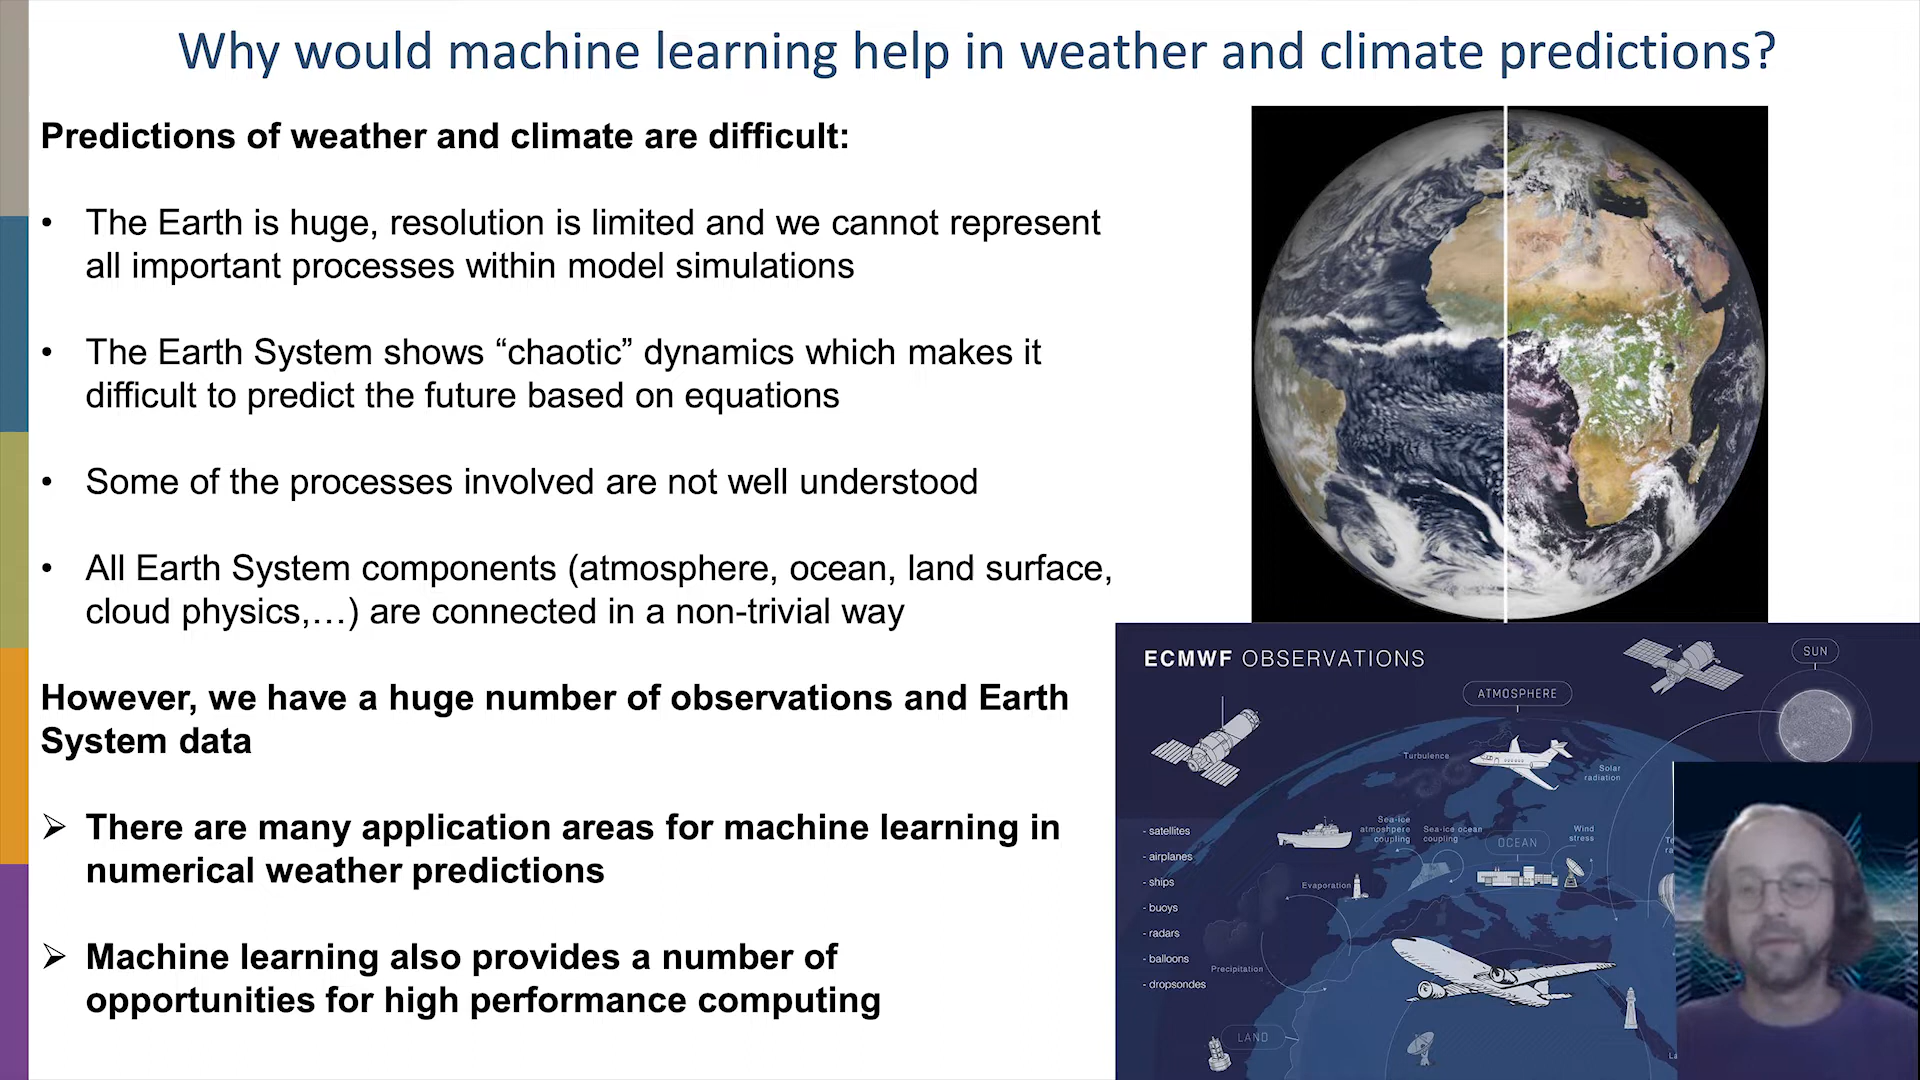 Why would machine learning help in weather and climate predictions?
Predictions of weather and climate are difficult:
• The Earth is huge, resolution is limited and we cannot represent
all important processes within model simulations
• The Earth System shows “chaotic” dynamics which makes it
difficult to predict the future based on equations
• Some of the processes involved are not well understood
• All Earth System components (atmosphere, ocean, land surface,
cloud physics,…) are connected in a non-trivial way
However, we have a huge number of observations and Earth
System data
➢ There are many application areas for machine learning in
numerical weather predictions
➢ Machine learning also provides a number of
opportunities for high performance computing
ECMWF OBSERVATIONS
SUN
ATMOSPHERE
Turbulence
Solar
radiation
Sea-ice
atmoshpere
coupling
Sea-ice ocean
coupling
Wind
stress
OCEAN
- satellites
- airplanes
- ships
- buoys
- radars
- balloons
- dropsondes
Evaporation
Precipitation
LAND